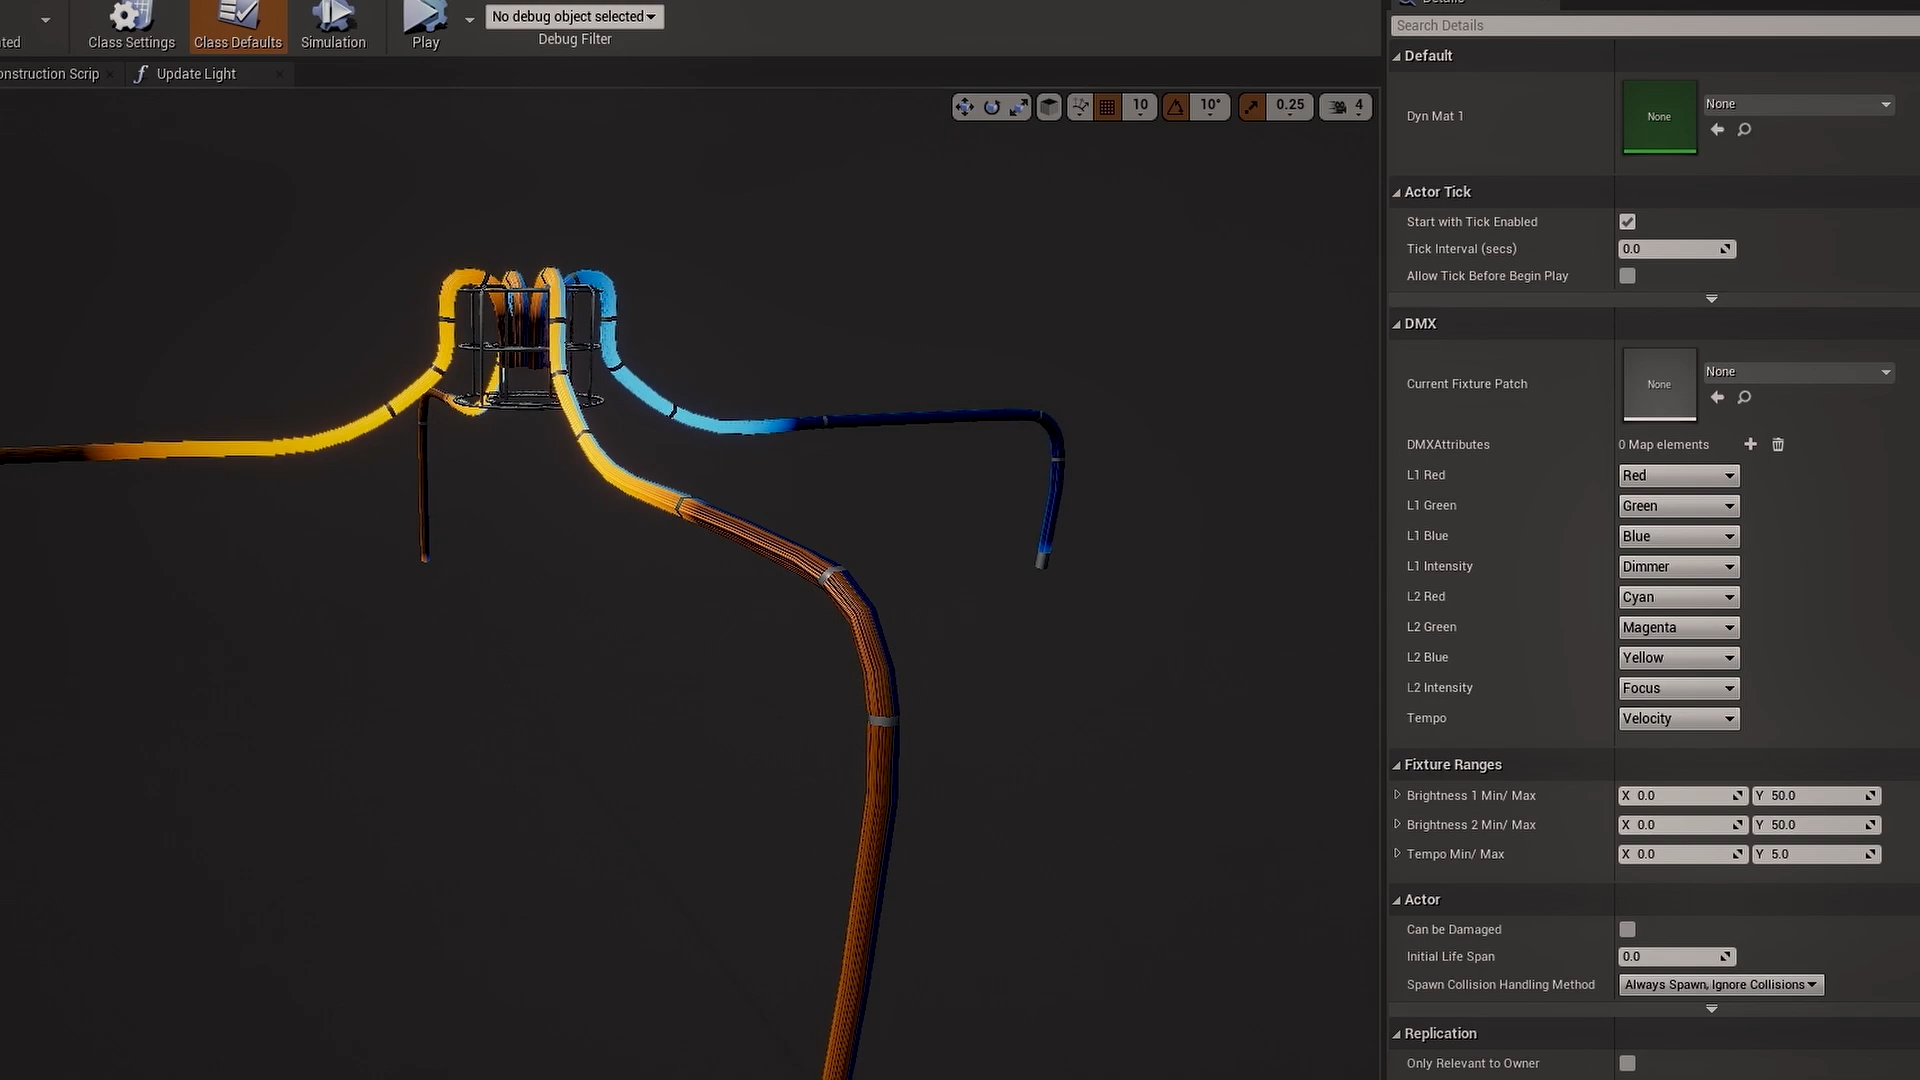 ated
Class Settings
Class Defaults
Simulation
Play
No debug object selected
Debug Filter
onstruction Scrip
Update Light
10
10°
0.25
4
Details
Search Details
Default
Dyn Mat 1
None
None
Actor Tick
Start with Tick Enabled
Tick Interval (secs)
0.0
Allow Tick Before Begin Play
DMX
Current Fixture Patch
None
None
DMXAttributes
0 Map elements
L1 Red
Red
L1 Green
Green
L1 Blue
Blue
L1 Intensity
Dimmer
L2 Red
Cyan
L2 Green
Magenta
L2 Blue
Yellow
L2 Intensity
Focus
Tempo
Velocity
Fixture Ranges
Brightness 1 Min/ Max
X 0.0
Y 50.0
Brightness 2 Min/ Max
X 0.0
Y 50.0
Tempo Min/ Max
X 0.0
Y 5.0
Actor
Can be Damaged
Initial Life Span
0.0
Spawn Collision Handling Method
Always Spawn, Ignore Collisions
Replication
Only Relevant to Owner